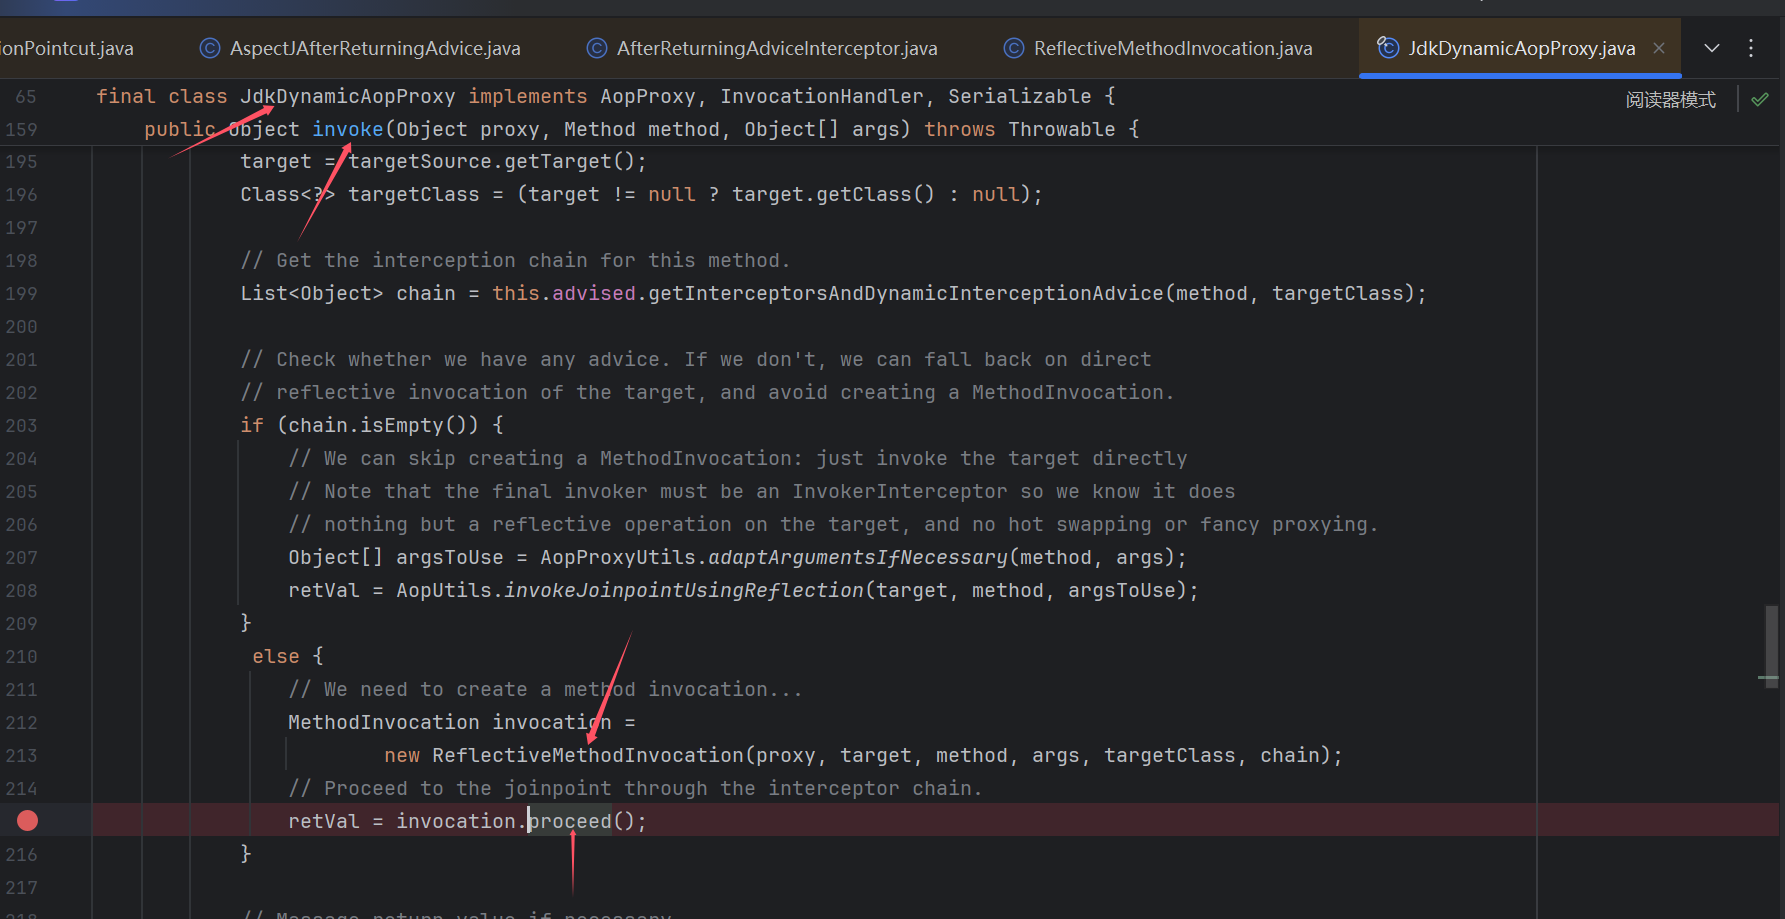 ionPointcut.java AspectJAfterReturningAdvice.java AfterReturningAdviceInterceptor.java ReflectiveMethodInvocation.java JdkDynamicAopProxy.java
65 final class JdkDynamicAopProxy implements AopProxy, InvocationHandler, Serializable {
阅读器模式
159 public Object invoke(Object proxy, Method method, Object[] args) throws Throwable {
195 target = targetSource.getTarget();
196 Class<?> targetClass = (target != null ? target.getClass() : null);
197
198 // Get the interception chain for this method.
199 List<Object> chain = this.advised.getInterceptorsAndDynamicInterceptionAdvice(method, targetClass);
200
201 // Check whether we have any advice. If we don't, we can fall back on direct
202 // reflective invocation of the target, and avoid creating a MethodInvocation.
203 if (chain.isEmpty()) {
204 // We can skip creating a MethodInvocation: just invoke the target directly
205 // Note that the final invoker must be an InvokerInterceptor so we know it does
206 // nothing but a reflective operation on the target, and no hot swapping or fancy proxying.
207 Object[] argsToUse = AopProxyUtils.adaptArgumentsIfNecessary(method, args);
208 retVal = AopUtils.invokeJoinpointUsingReflection(target, method, argsToUse);
209 }
210 else {
211 // We need to create a method invocation...
212 MethodInvocation invocation =
213 new ReflectiveMethodInvocation(proxy, target, method, args, targetClass, chain);
214 // Proceed to the joinpoint through the interceptor chain.
retVal = invocation.proceed();
216 }
217
218 // Massage return value if necessary